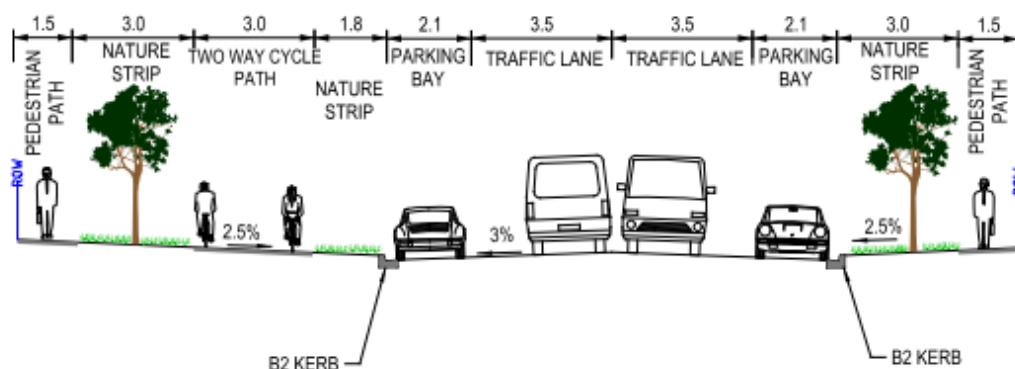 1.5 3.0 3.0 1.8 2.1 3.5 3.5 2.1 3.0 1.5
PEDESTRIAN
PATH
NATURE
STRIP
TWO WAY CYCLE
PATH
NATURE
STRIP
PARKING
BAY
TRAFFIC LANE
TRAFFIC LANE
PARKING
BAY
NATURE
STRIP
PEDESTRIAN
PATH
ROW
ROW
2.5%
3%
2.5%
B2 KERB
B2 KERB